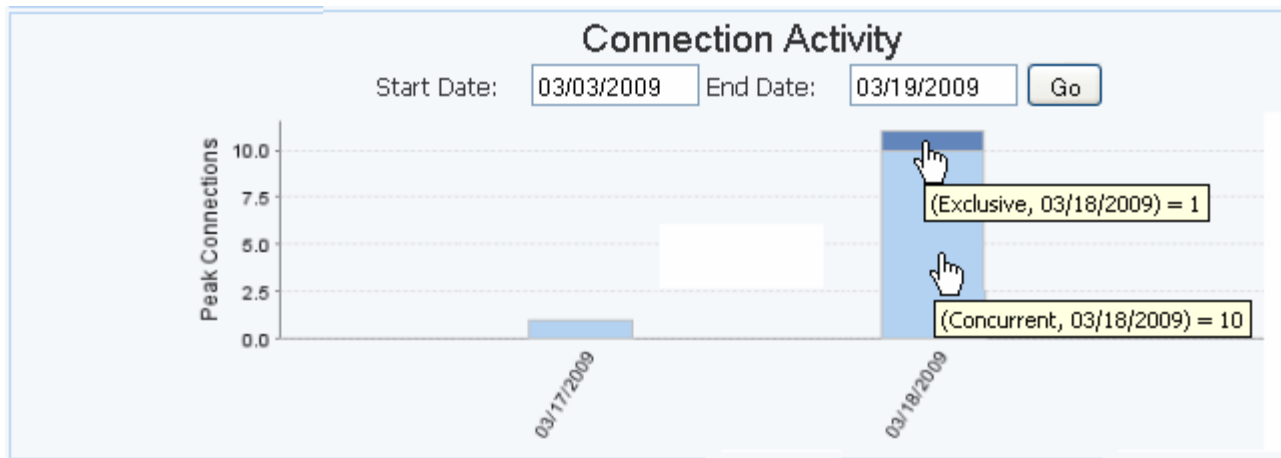 Connection Activity
Start Date: 03/03/2009 End Date: 03/19/2009 Go
Peak Connections
10.0
7.5
5.0
2.5
0.0
(Exclusive, 03/18/2009) = 1
(Concurrent, 03/18/2009) = 10
03/17/2009
03/18/2009